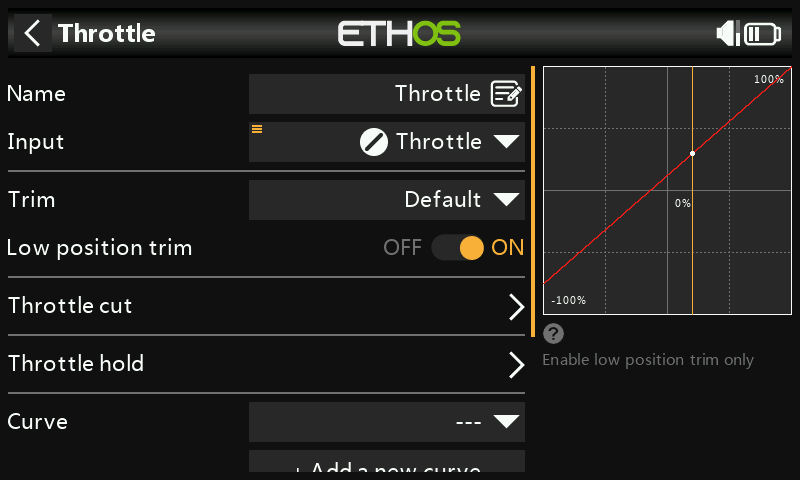 Throttle
ETHOS
Name
Throttle
Input
Throttle
Trim
Default
Low position trim
OFF
ON
Throttle cut
Throttle hold
Curve
---
+ Add a new curve
100%
0%
-100%
?
Enable low position trim only